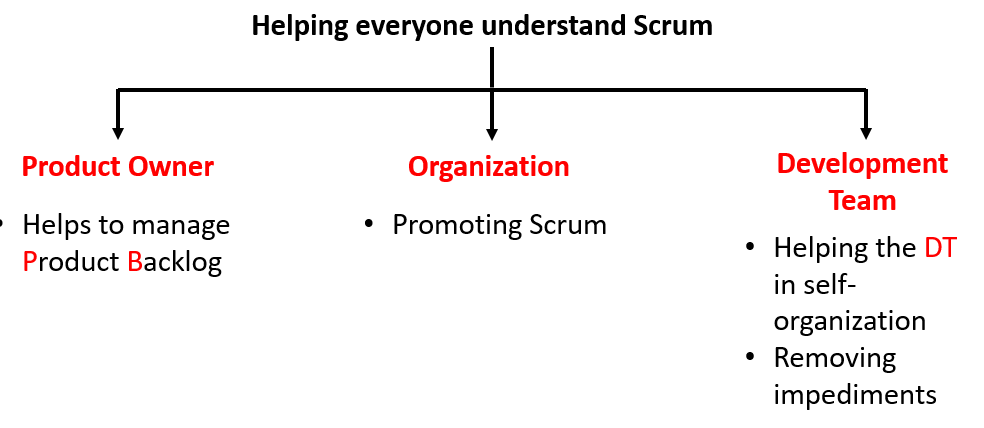 Helping everyone understand Scrum
Product Owner
• Helps to manage
Product Backlog
Organization
• Promoting Scrum
Development
Team
• Helping the DT
in self-
organization
• Removing
impediments